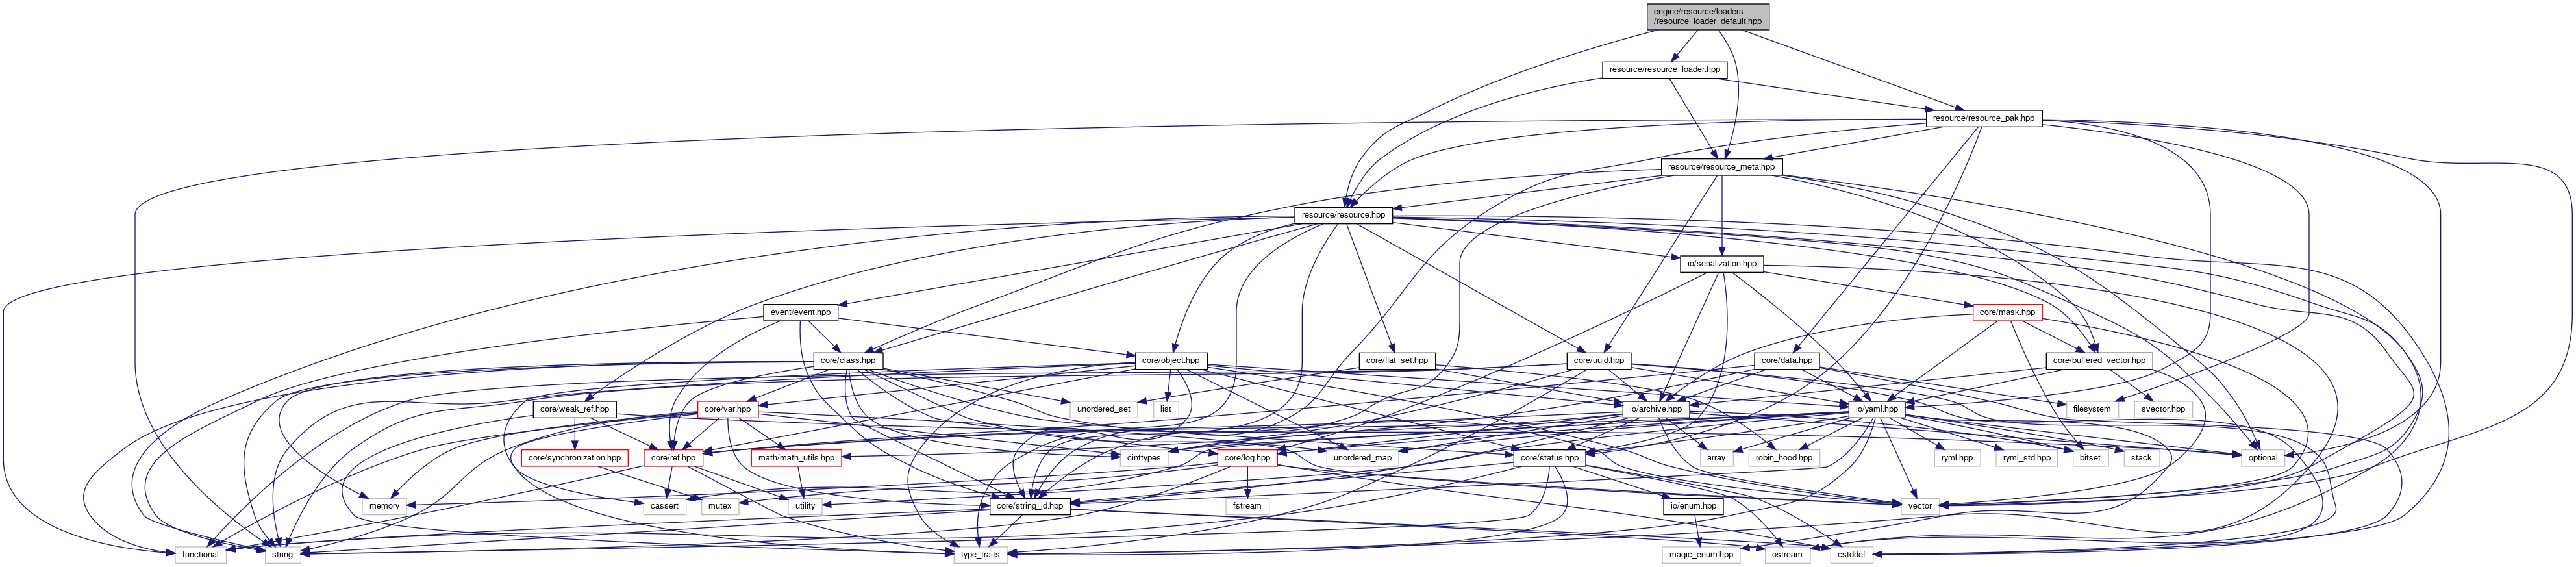 engine/resource/loaders
/resource_loader_default.hpp
resource/resource_loader.hpp
resource/resource_pak.hpp
resource/resource_meta.hpp
resource/resource.hpp
io/serialization.hpp
event/event.hpp
core/mask.hpp
core/class.hpp
core/object.hpp
core/flat_set.hpp
core/uuid.hpp
core/data.hpp
core/buffered_vector.hpp
core/weak_ref.hpp
core/var.hpp
unordered_set
list
io/archive.hpp
io/yaml.hpp
filesystem
svector.hpp
core/synchronization.hpp
core/ref.hpp
math/math_utils.hpp
cinttypes
core/log.hpp
unordered_map
core/status.hpp
array
robin_hood.hpp
ryml.hpp
ryml_std.hpp
bitset
stack
optional
memory
cassert
mutex
utility
core/string_id.hpp
fstream
io/enum.hpp
vector
functional
string
type_traits
magic_enum.hpp
ostream
cstddef